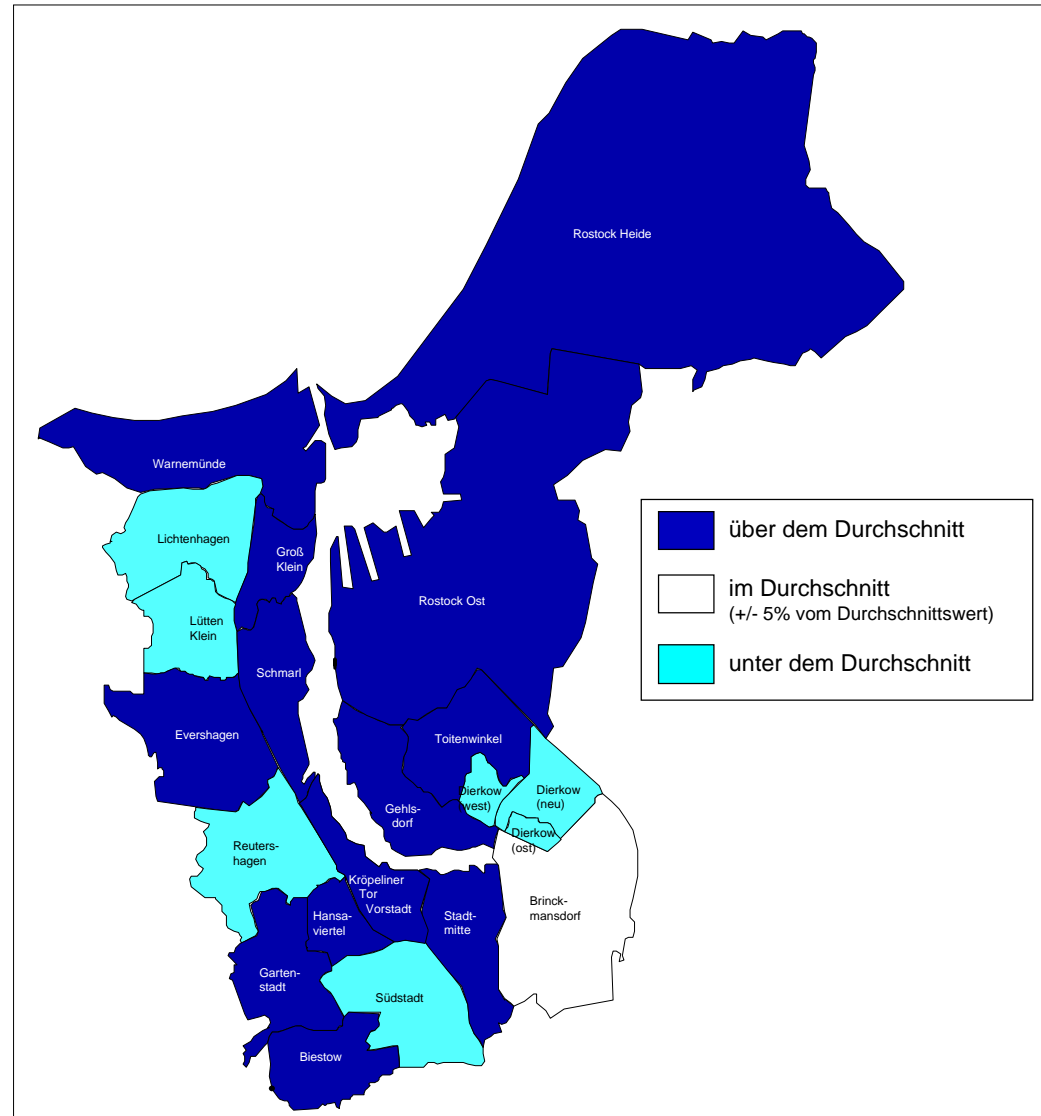 Rostock Heide
Warnemünde
Lichtenhagen
Groß
Klein
Rostock Ost
Lütten
Klein
Schmarl
Evershagen
Toitenwinkel
Dierkow
(west)
Dierkow
(neu)
Gehls-
dorf
Dierkow
(ost)
Reuters-
hagen
Kröpeliner
Tor
Vorstadt
Hansa-
viertel
Stadt-
mitte
Brinck-
mansdorf
Garten-
stadt
Südstadt
Biestow
über dem Durchschnitt
im Durchschnitt
(+/- 5% vom Durchschnittswert)
unter dem Durchschnitt